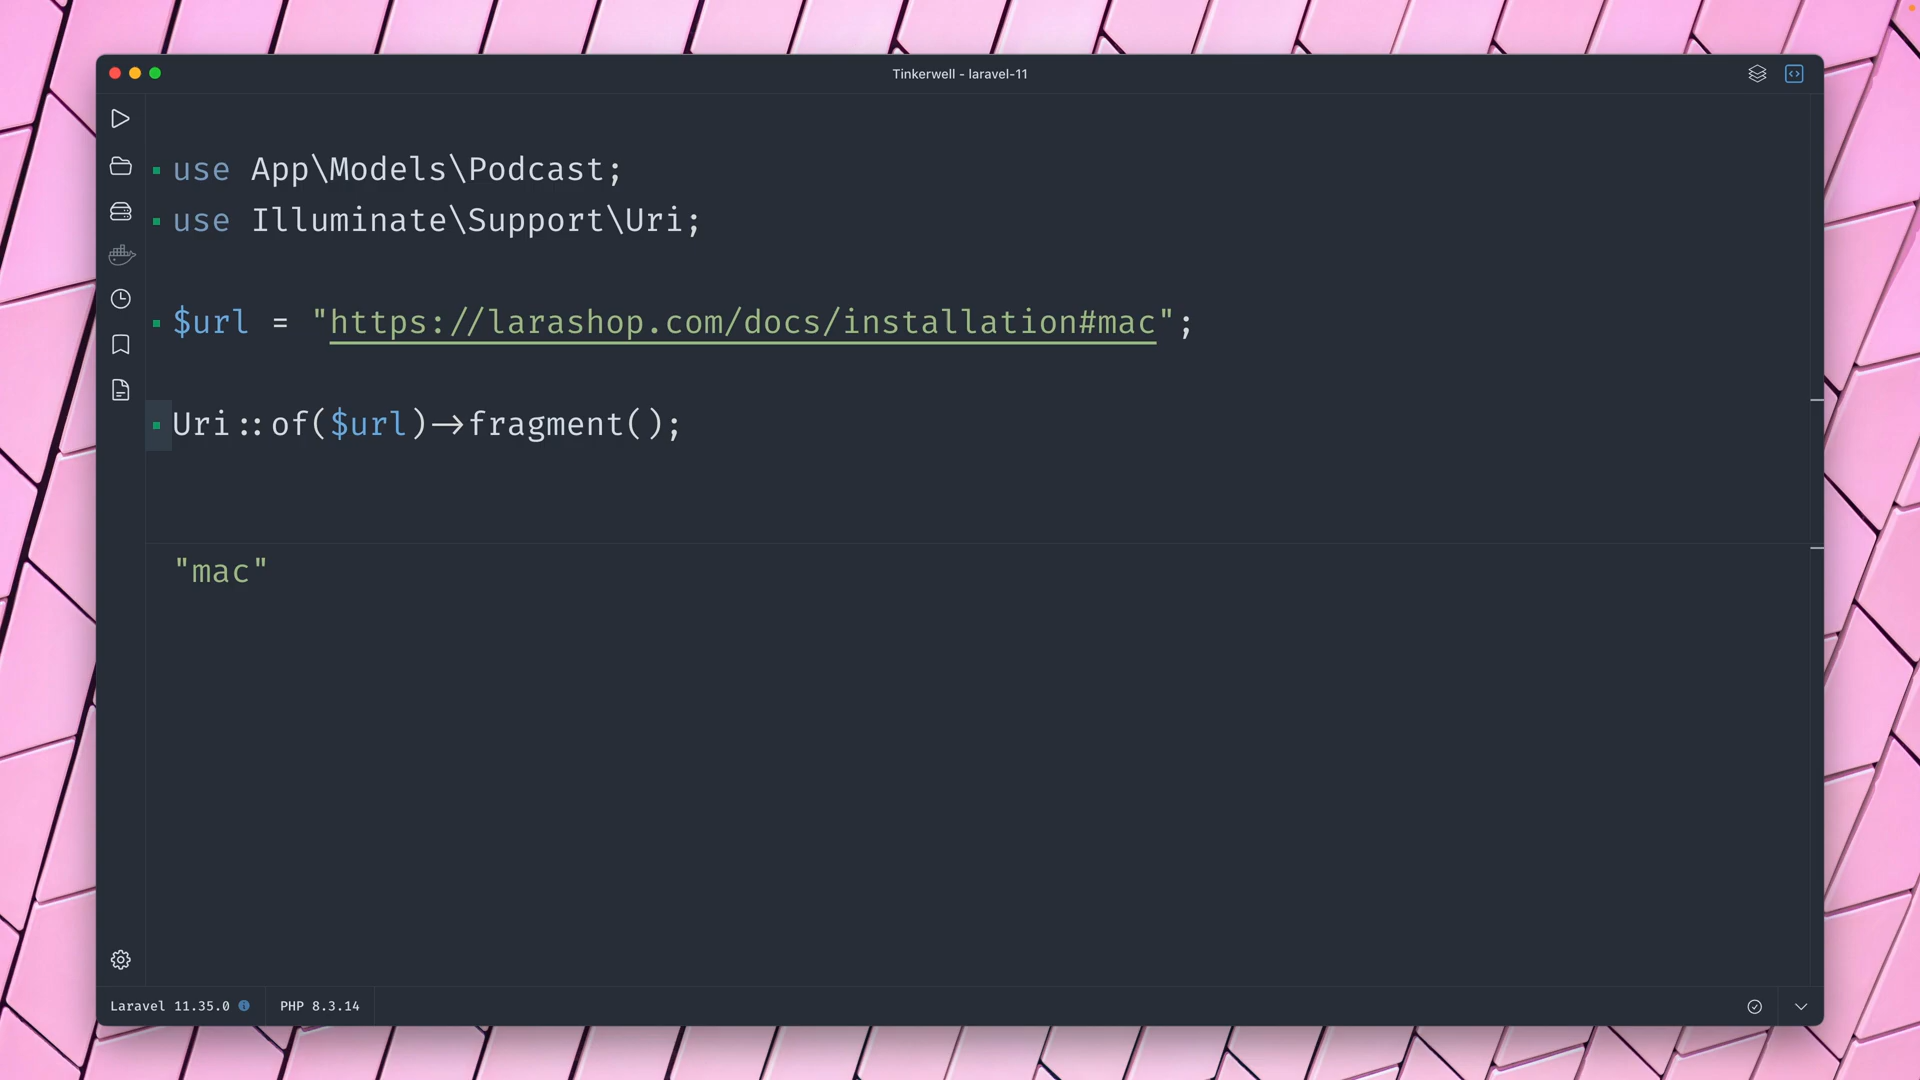 Tinkerwell - laravel-11
use App\Models\Podcast;
use Illuminate\Support\Uri;
$url = "https://larashop.com/docs/installation#mac";
Uri::of($url)->fragment();
"mac"
Laravel 11.35.0
PHP 8.3.14